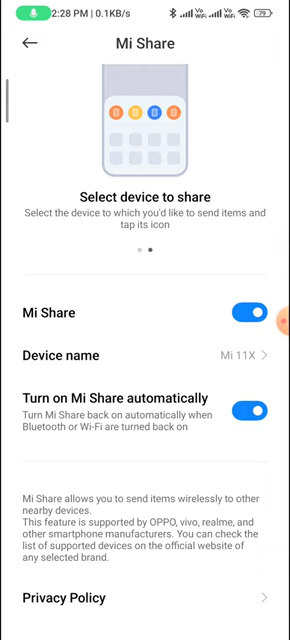 2:28 PM | 0.1KB/s Vo WiFi Vo WiFi 79
Mi Share
Select device to share
Select the device to which you'd like to send items and
tap its icon
Mi Share
Device name Mi 11X
Turn on Mi Share automatically
Turn Mi Share back on automatically when
Bluetooth or Wi-Fi are turned back on
Mi Share allows you to send items wirelessly to other
nearby devices.
This feature is supported by OPPO, vivo, realme, and
other smartphone manufacturers. You can check the
list of supported devices on the official website of
any selected brand.
Privacy Policy